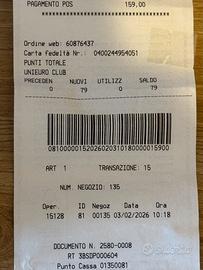 PAGAMENTO POS 159,00
Ordine web: 60876437
Carta fedeltà Nr.: 0400244954051
PUNTI TOTALE
UNIEURO CLUB
PRECEDEN NUOVI UTILIZZ SALDO
0 79 0 79
08100000152026020310180000015900
ART 1 TRANSAZIONE: 15
NUM. NEGOZIO: 135
Oper. ID Negoz Data Ora
15128 81 00135 03/02/2026 10:18
DOCUMENTO N. 2580-0008
RT 3BSDP000604
Punto Cassa 01350081
subito